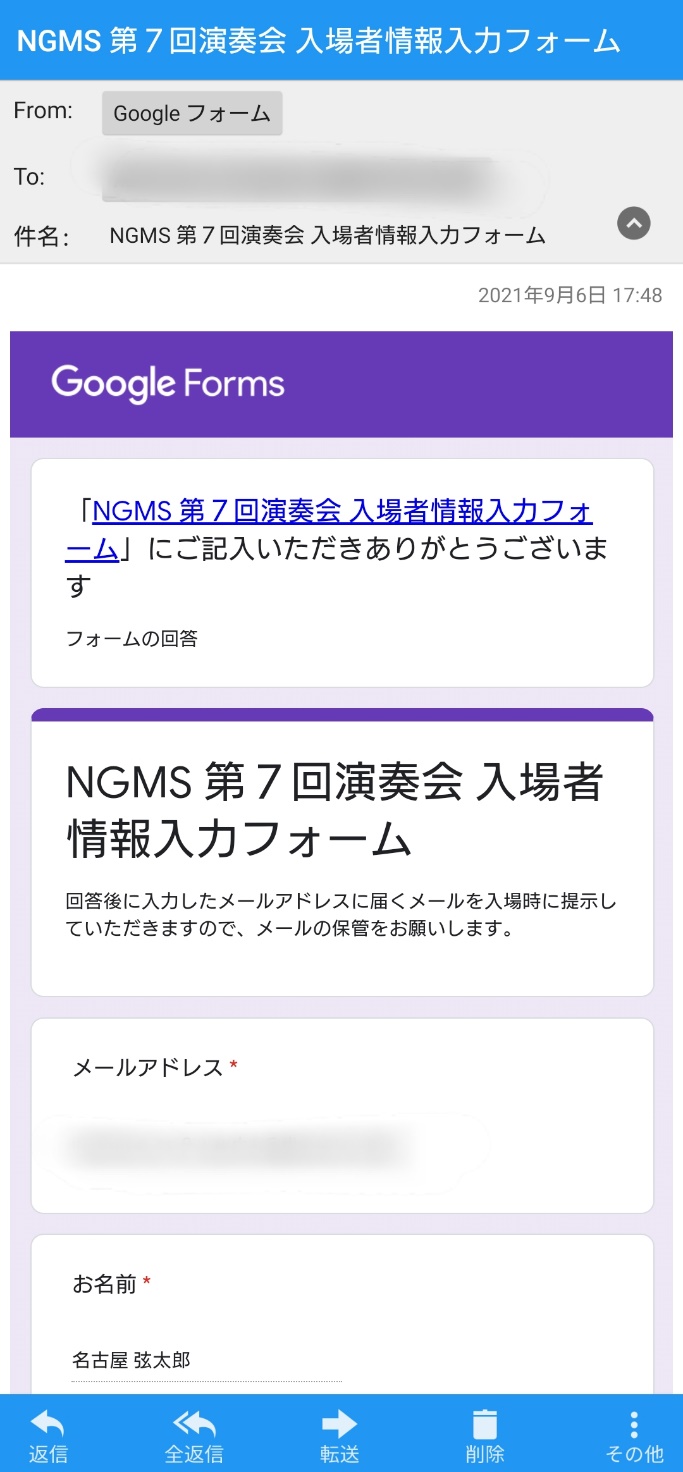 NGMS 第７回演奏会 入場者情報入力フォーム
From: Google フォーム
To:
件名: NGMS 第７回演奏会 入場者情報入力フォーム
2021年9月6日 17:48
Google Forms
「NGMS 第７回演奏会 入場者情報入力フォ
ーム」にご記入いただきありがとうございま
す
フォームの回答
NGMS 第７回演奏会 入場者
情報入力フォーム
回答後に入力したメールアドレスに届くメールを入場時に提示し
ていただきますので、メールの保管をお願いします。
メールアドレス *
お名前 *
名古屋 弦太郎
返信 全返信 転送 削除 その他